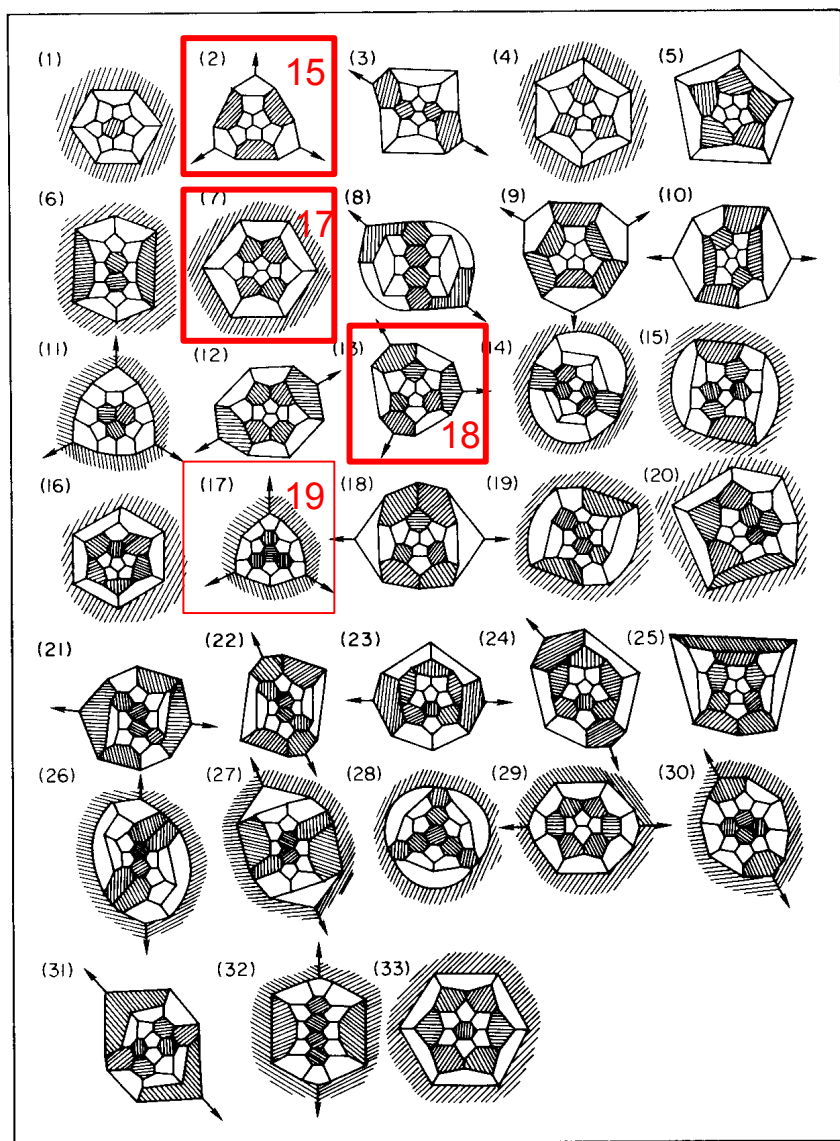 (1) (2) 15 (3) (4) (5)
(6) (7) 17 (8) (9) (10)
(11) (12) (13) 18 (14) (15)
(16) (17) 19 (18) (19) (20)
(21) (22) (23) (24) (25)
(26) (27) (28) (29) (30)
(31) (32) (33)